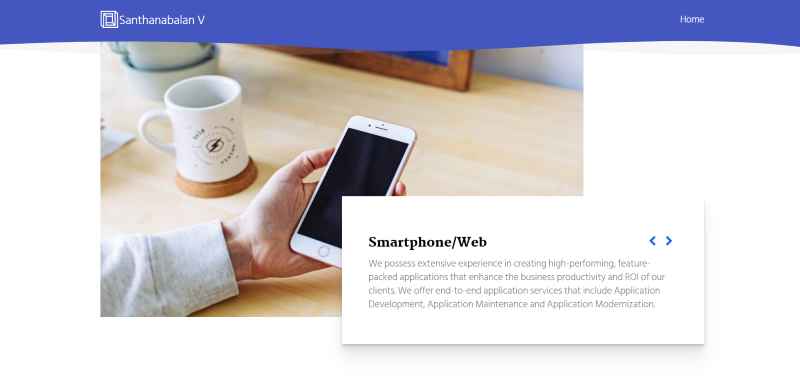 Santhanabalan V
Home
Smartphone/Web
We possess extensive experience in creating high-performing, feature-
packed applications that enhance the business productivity and ROI of our
clients. We offer end-to-end application services that include Application
Development, Application Maintenance and Application Modernization.